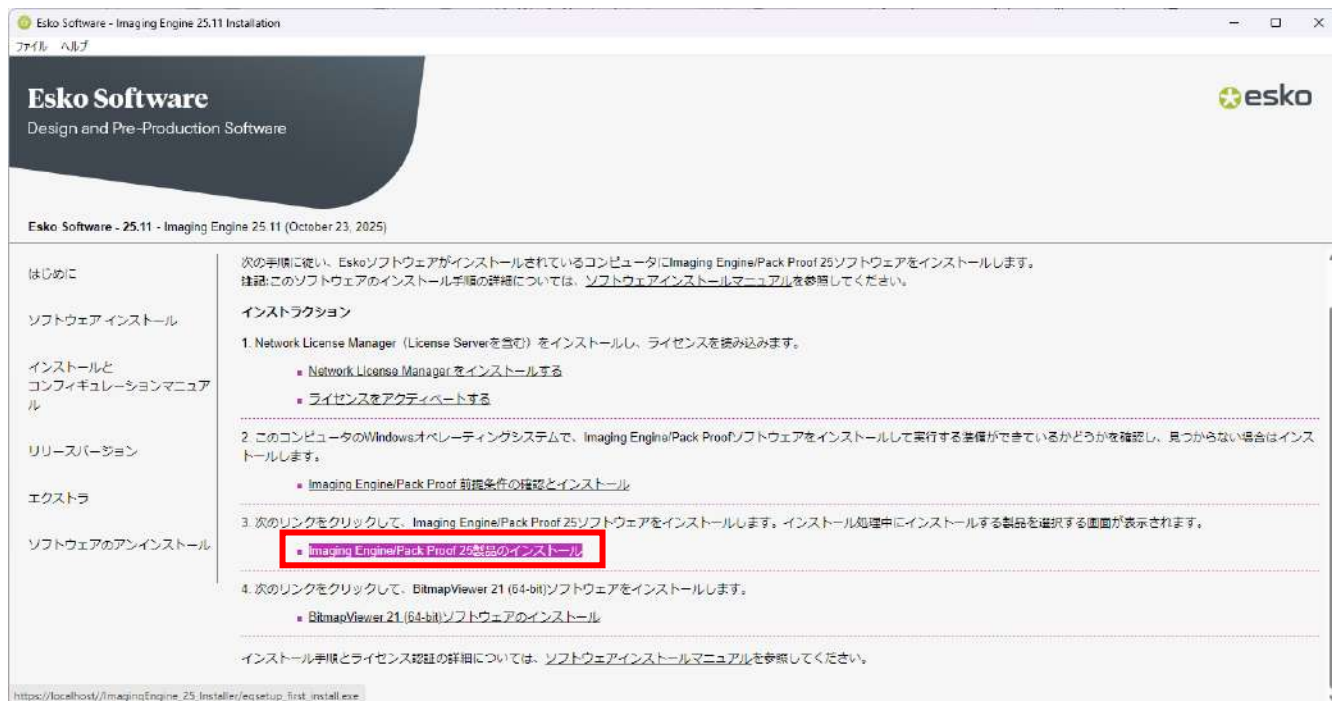 Esko Software - Imaging Engine 25.11 Installation
ファイル ヘルプ
Esko Software
Design and Pre-Production Software
esko
Esko Software - 25.11 - Imaging Engine 25.11 (October 23, 2025)
はじめに
ソフトウェア インストール
インストールと
コンフィギュレーションマニュア
ル
リリースバージョン
エクストラ
ソフトウェアのアンインストール
次の手順に従い、EskoソフトウェアがインストールされているコンピュータにImaging Engine/Pack Proof 25ソフトウェアをインストールします。
注記:このソフトウェアのインストール手順の詳細については、ソフトウェアインストールマニュアルを参照してください。
インストラクション
1. Network License Manager（License Serverを含む）をインストールし、ライセンスを読み込みます。
Network License Manager をインストールする
ライセンスをアクティベートする
2. このコンピュータのWindowsオペレーティングシステムで、Imaging Engine/Pack Proofソフトウェアをインストールして実行する準備ができているかどうかを確認し、見つからない場合はインス
トールします。
Imaging Engine/Pack Proof 前提条件の確認とインストール
3. 次のリンクをクリックして、Imaging Engine/Pack Proof 25ソフトウェアをインストールします。インストール処理中にインストールする製品を選択する画面が表示されます。
Imaging Engine/Pack Proof 25製品のインストール
4. 次のリンクをクリックして、BitmapViewer 21 (64-bit)ソフトウェアをインストールします。
BitmapViewer 21 (64-bit)ソフトウェアのインストール
インストール手順とライセンス認証の詳細については、ソフトウェアインストールマニュアルを参照してください。
https://localhost//ImagingEngine_25_Installer/eqsetup_first_install.exe